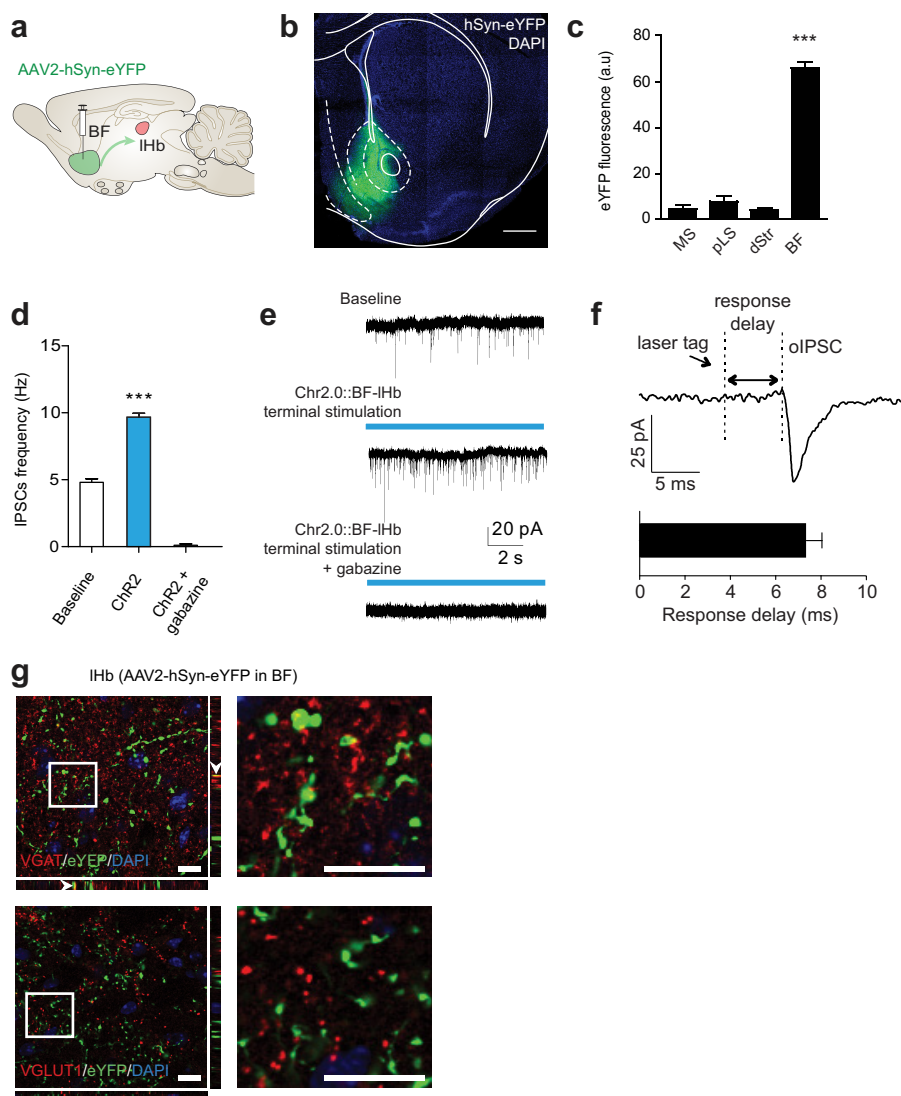 a
AAV2-hSyn-eYFP
BF
lHb
b
hSyn-eYFP
DAPI
c
eYFP fluorescence (a.u)
80
60
40
20
0
***
MS
pLS
dStr
BF
d
IPSCs frequency (Hz)
15
10
5
0
***
Baseline
ChR2
ChR2 +
gabazine
e
Baseline
Chr2.0::BF-lHb
terminal stimulation
Chr2.0::BF-lHb
terminal stimulation
+ gabazine
20 pA
2 s
f
response
delay
laser tag
oIPSC
25 pA
5 ms
0 2 4 6 8 10
Response delay (ms)
g
lHb (AAV2-hSyn-eYFP in BF)
VGAT/eYFP/DAPI
VGLUT1/eYFP/DAPI